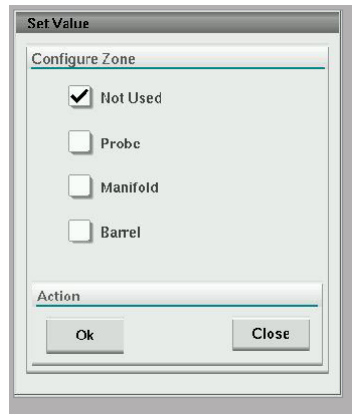 Set Value
Configure Zone
Not Used
Probe
Manifold
Barrel
Action
Ok
Close